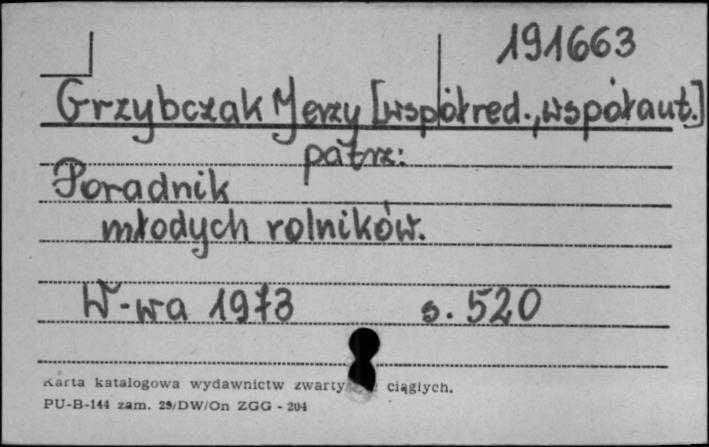 191663
Grzybczak Jerzy [współred., współaut.]
patrz:
Poradnik
młodych rolników.
W-wa 1973 s. 520
Karta katalogowa wydawnictw zwarty ciągłych.
PU-B-144 zam. 29/DW/On ZGG - 204